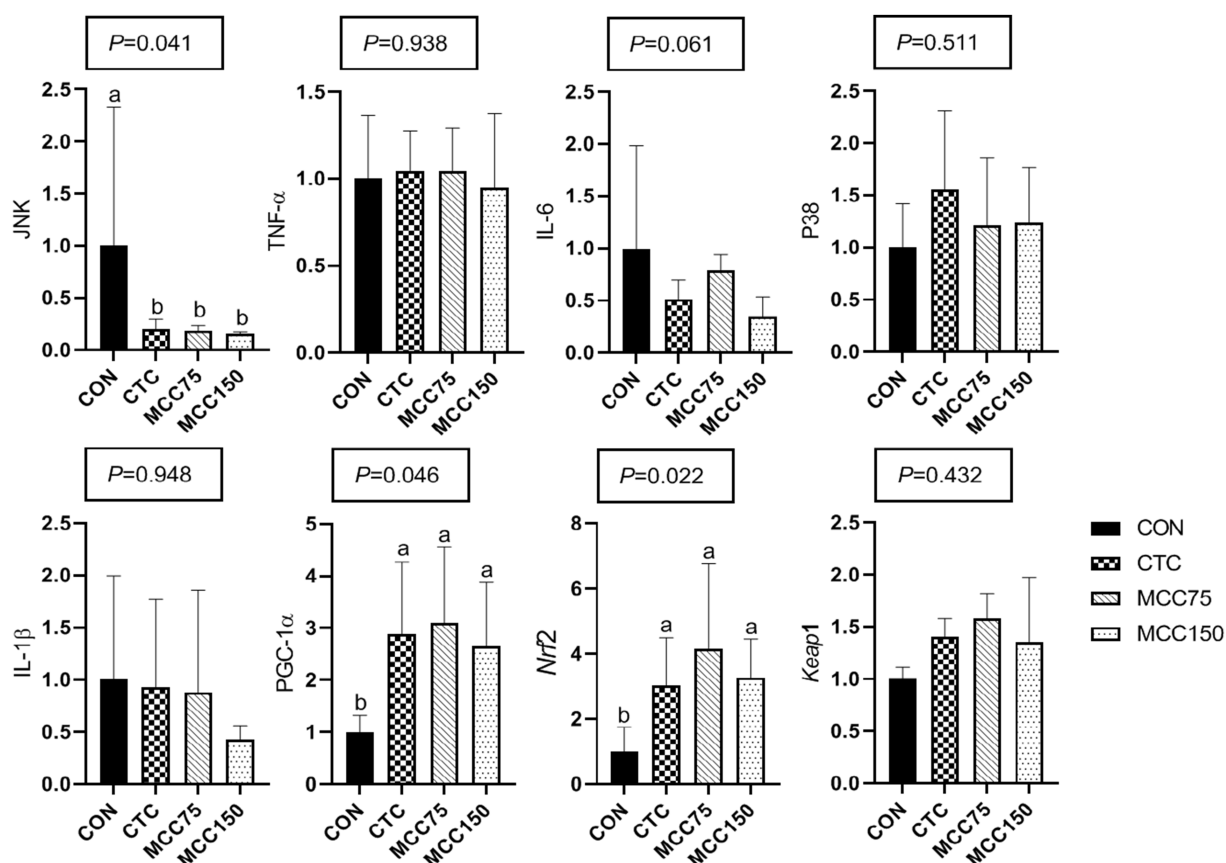 P=0.041
P=0.938
P=0.061
P=0.511
JNK
2.5
2.0
1.5
1.0
0.5
0.0
a
b
b
b
CON
CTC
MCC75
MCC150
TNF-α
1.5
1.0
0.5
0.0
CON
CTC
MCC75
MCC150
IL-6
2.5
2.0
1.5
1.0
0.5
0.0
CON
CTC
MCC75
MCC150
P38
2.5
2.0
1.5
1.0
0.5
0.0
CON
CTC
MCC75
MCC150
P=0.948
P=0.046
P=0.022
P=0.432
IL-1β
2.5
2.0
1.5
1.0
0.5
0.0
CON
CTC
MCC75
MCC150
PGC-1α
5
4
3
2
1
0
b
a
a
a
CON
CTC
MCC75
MCC150
Nrf2
8
6
4
2
0
b
a
a
a
CON
CTC
MCC75
MCC150
Keap1
2.5
2.0
1.5
1.0
0.5
0.0
CON
CTC
MCC75
MCC150
CON
CTC
MCC75
MCC150